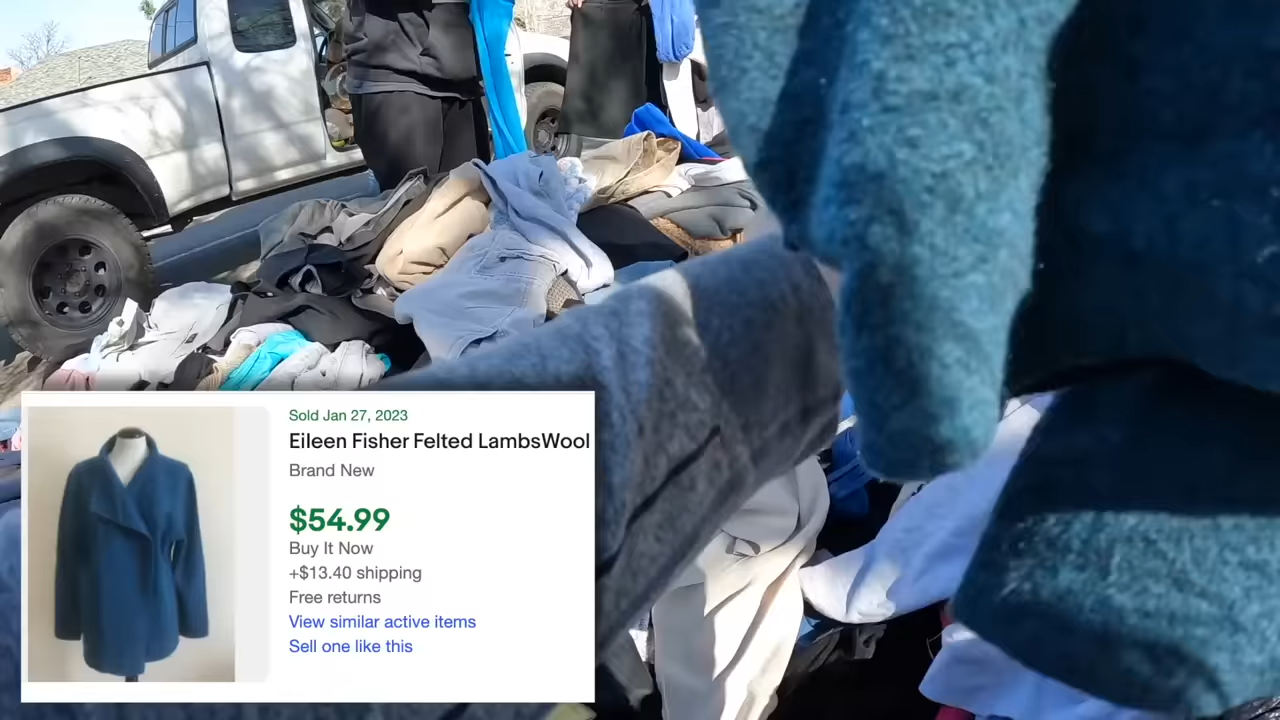 Sold Jan 27, 2023
Eileen Fisher Felted LambsWool
Brand New
$54.99
Buy It Now
+$13.40 shipping
Free returns
View similar active items
Sell one like this